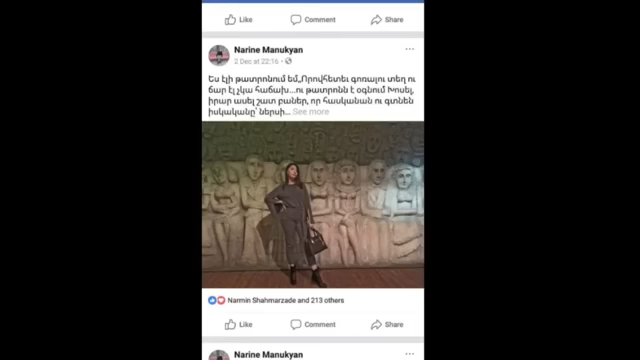 Like Comment Share
Narine Manukyan
2 Dec at 22:16 •
Ես էլի թատրոնում եմ,,Որովհետեւ գոռալու տեղ ու
ճար էլ չկա հաճախ...ու թատրոնն է օգնում Խոսել,
իրար ասել շատ բաներ, որ հասկանան ու գտնեն
իսկականը՝ ներսի... See more
Narmin Shahmarzade and 213 others
Like Comment Share
Narine Manukyan